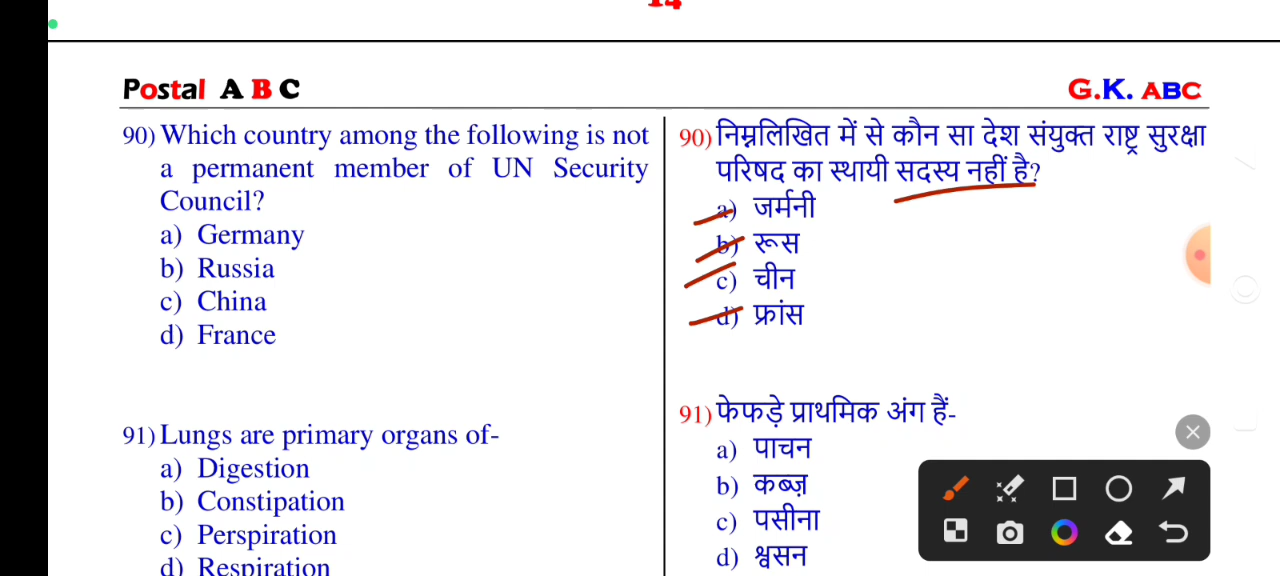 Postal A B C
G.K. ABC
90) Which country among the following is not
a permanent member of UN Security
Council?
a) Germany
b) Russia
c) China
d) France
91) Lungs are primary organs of-
a) Digestion
b) Constipation
c) Perspiration
d) Respiration
90) निम्नलिखित में से कौन सा देश संयुक्त राष्ट्र सुरक्षा
परिषद का स्थायी सदस्य नहीं है?
a) जर्मनी
b) रूस
c) चीन
d) फ्रांस
91) फेफड़े प्राथमिक अंग हैं-
a) पाचन
b) कब्ज़
c) पसीना
d) श्वसन